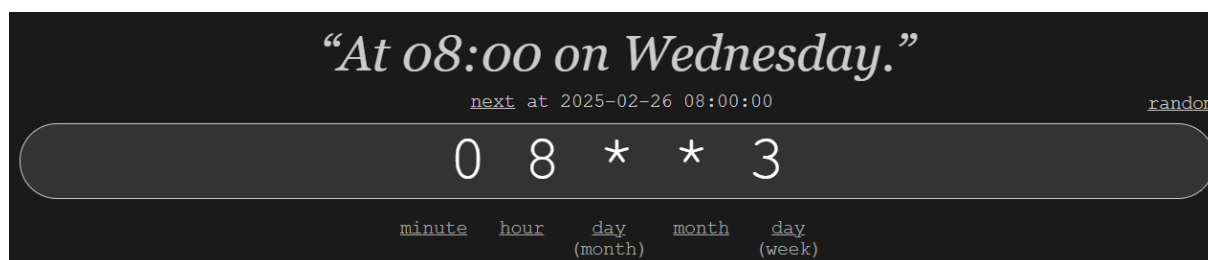 “At 08:00 on Wednesday.”
next at 2025-02-26 08:00:00
random
0 8 * * 3
minute hour day (month) month day (week)